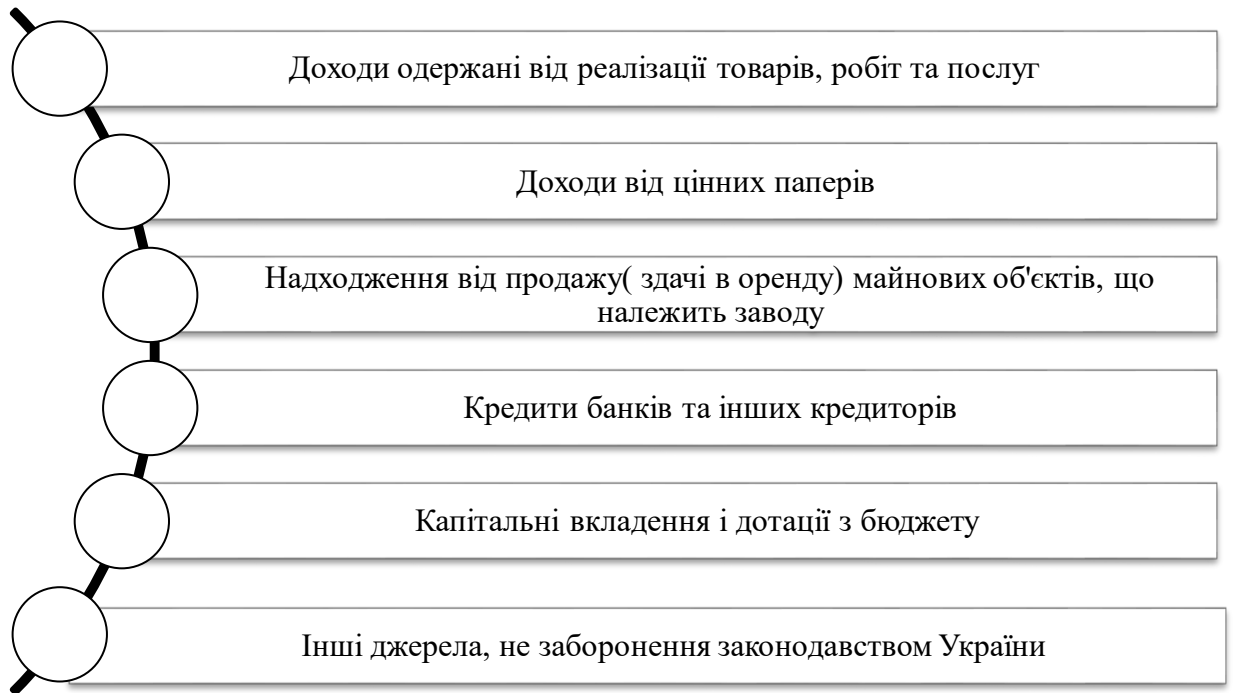 Доходи одержані від реалізації товарів, робіт та послуг
Доходи від цінних паперів
Надходження від продажу( здачі в оренду) майнових об'єктів, що
належить заводу
Кредити банків та інших кредиторів
Капітальні вкладення і дотації з бюджету
Інші джерела, не заборонення законодавством України